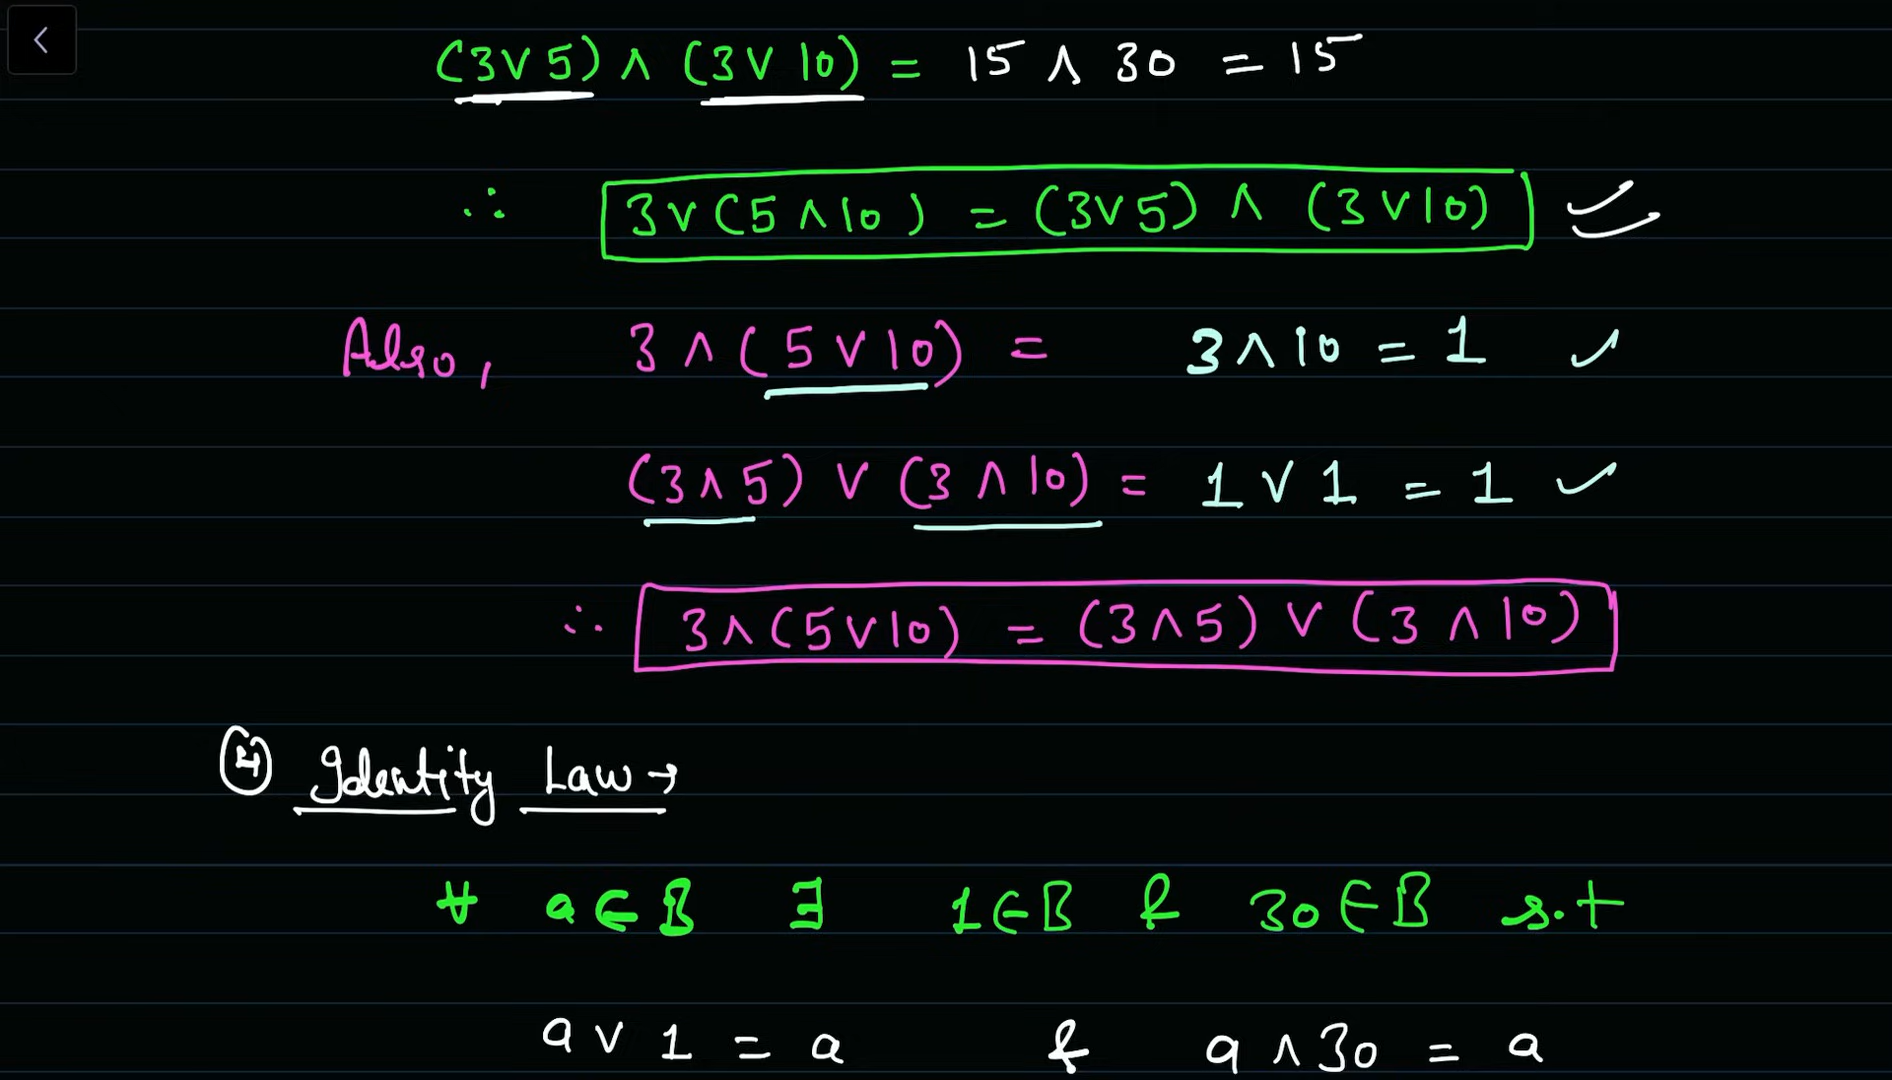 (3∨5) ∧ (3∨10) = 15 ∧ 30 = 15
∴ 3∨(5∧10) = (3∨5) ∧ (3∨10)
Also, 3∧(5∨10) = 3∧10 = 1
(3∧5) ∨ (3∧10) = 1∨1 = 1
∴ 3∧(5∨10) = (3∧5) ∨ (3∧10)
④ Identity Law →
∀ a∈B ∃ 1∈B & 30∈B s.t
a∨1 = a & a∧30 = a